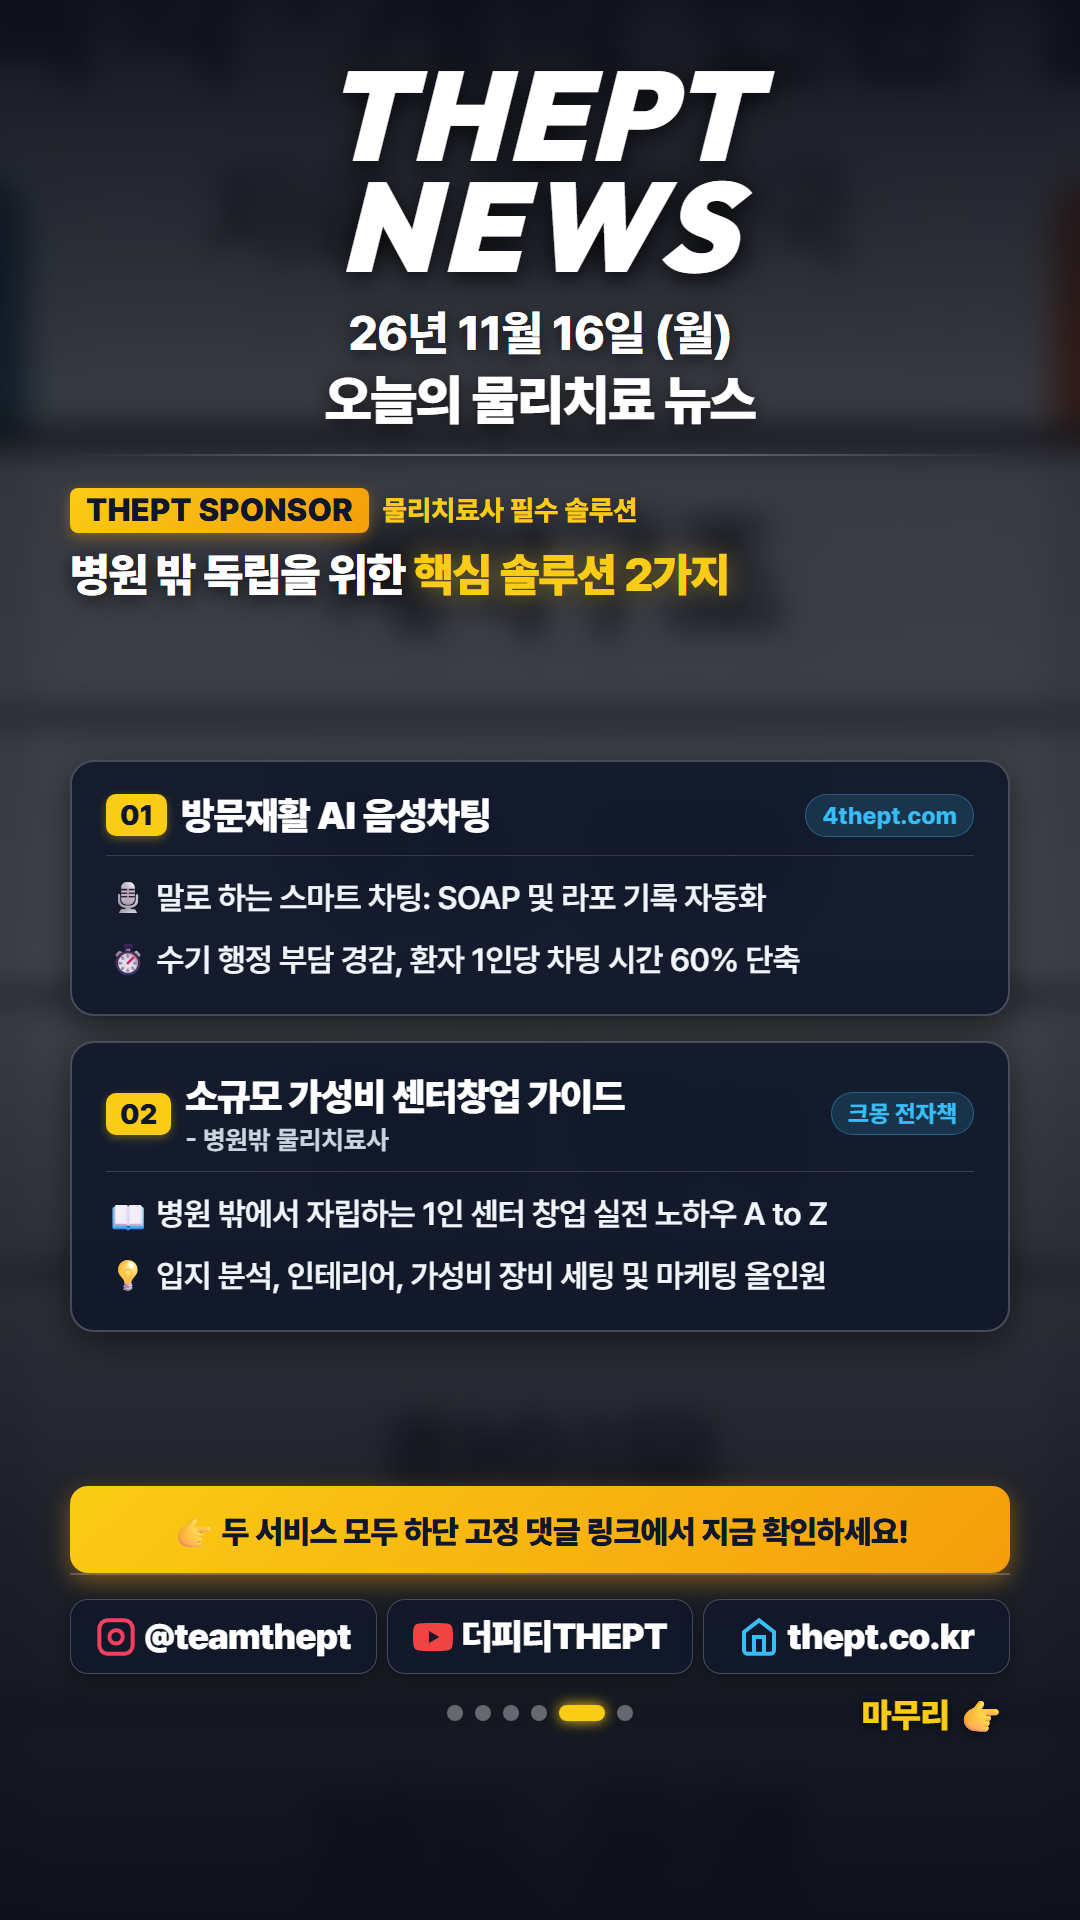 THEPT
NEWS
26년 11월 16일 (월)
오늘의 물리치료 뉴스
THEPT SPONSOR 물리치료사 필수 솔루션
병원 밖 독립을 위한 핵심 솔루션 2가지
01 방문재활 AI 음성차팅 4thept.com
🎙️ 말로 하는 스마트 차팅: SOAP 및 라포 기록 자동화
⏱️ 수기 행정 부담 경감, 환자 1인당 차팅 시간 60% 단축
02 소규모 가성비 센터창업 가이드 크몽 전자책
- 병원밖 물리치료사
📖 병원 밖에서 자립하는 1인 센터 창업 실전 노하우 A to Z
💡 입지 분석, 인테리어, 가성비 장비 세팅 및 마케팅 올인원
👉 두 서비스 모두 하단 고정 댓글 링크에서 지금 확인하세요!
@teamthept 더피티THEPT thept.co.kr
마무리 👉